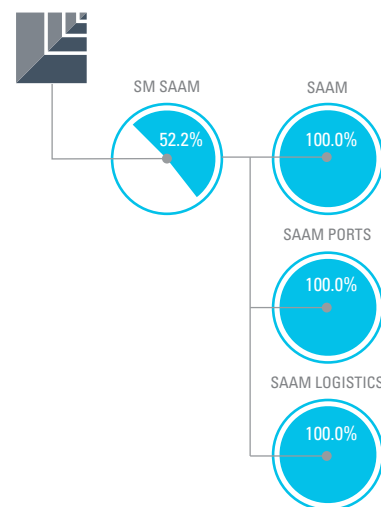 SM SAAM
52.2%
SAAM
100.0%
SAAM PORTS
100.0%
SAAM LOGISTICS
100.0%